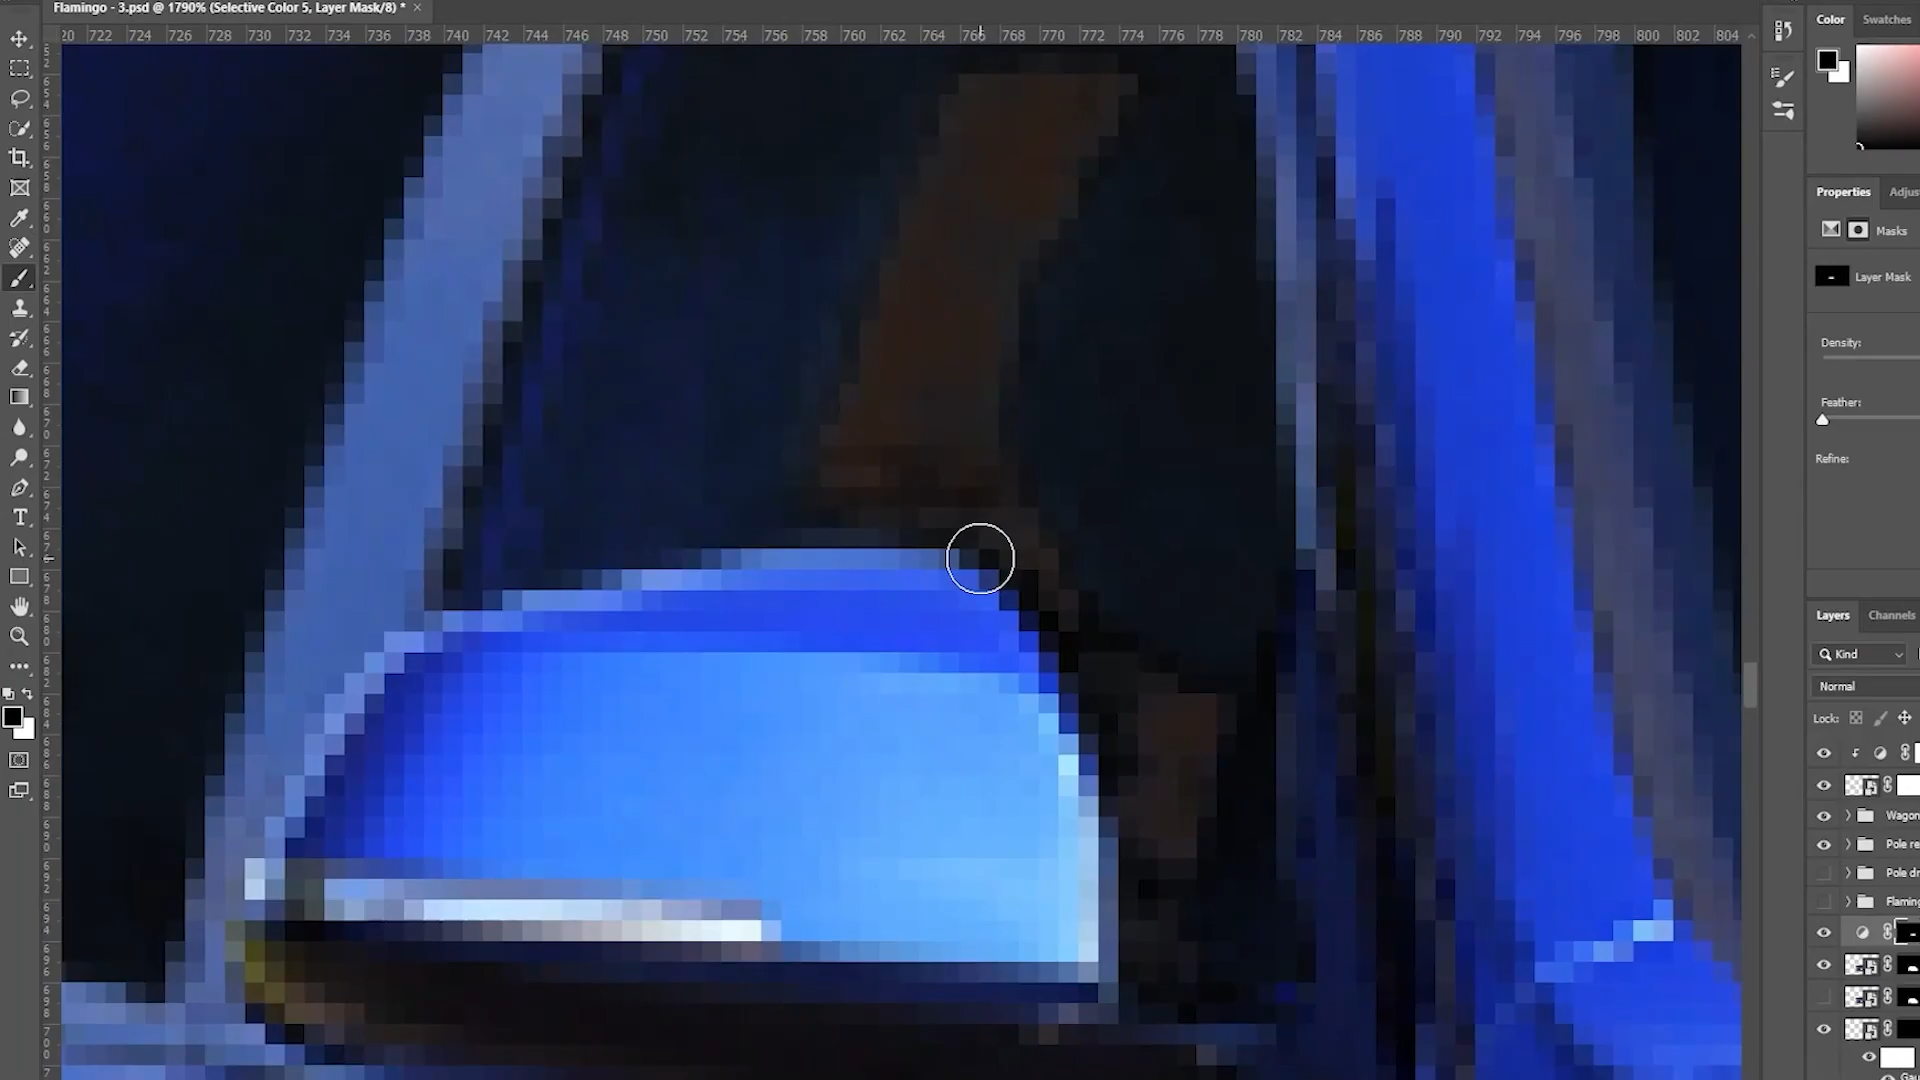 Flamingo - 3.psd @ 1790% (Selective Color 5, Layer Mask/8) * ×
20 722 724 726 728 730 732 734 736 738 740 742 744 746 748 750 752 754 756 758 760 762 764 766 768 770 772 774 776 778 780 782 784 786 788 790 792 794 796 798 800 802 804
Color Swatches
Properties Adjus
Masks
Layer Mask
Density:
Feather:
Refine:
Layers Channels
Kind
Normal
Lock:
Wagon
Pole re
Pole dr
Flaming
Gau